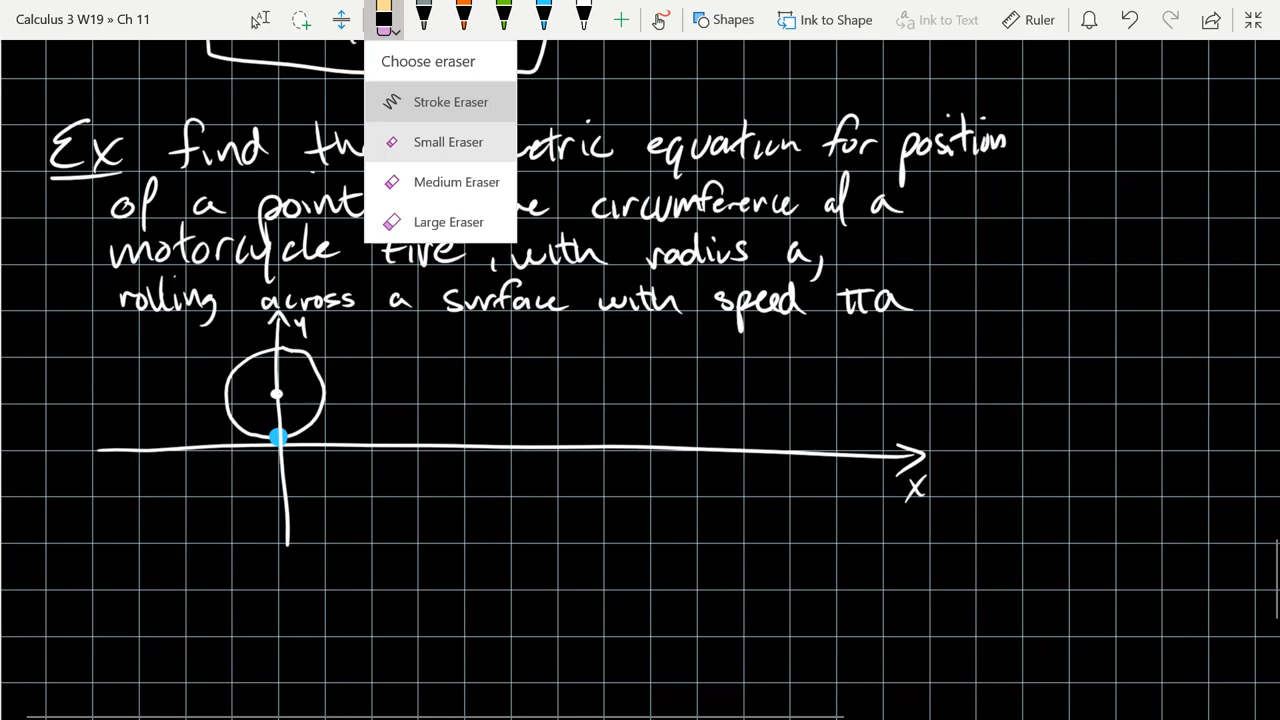 Calculus 3 W19 » Ch 11
Shapes
Ink to Shape
Ink to Text
Ruler
Choose eraser
Stroke Eraser
Small Eraser
Medium Eraser
Large Eraser
Ex find equation for position
of a point circumference of a
motorcycle tire, with radius a,
rolling across a surface with speed πa
y
x